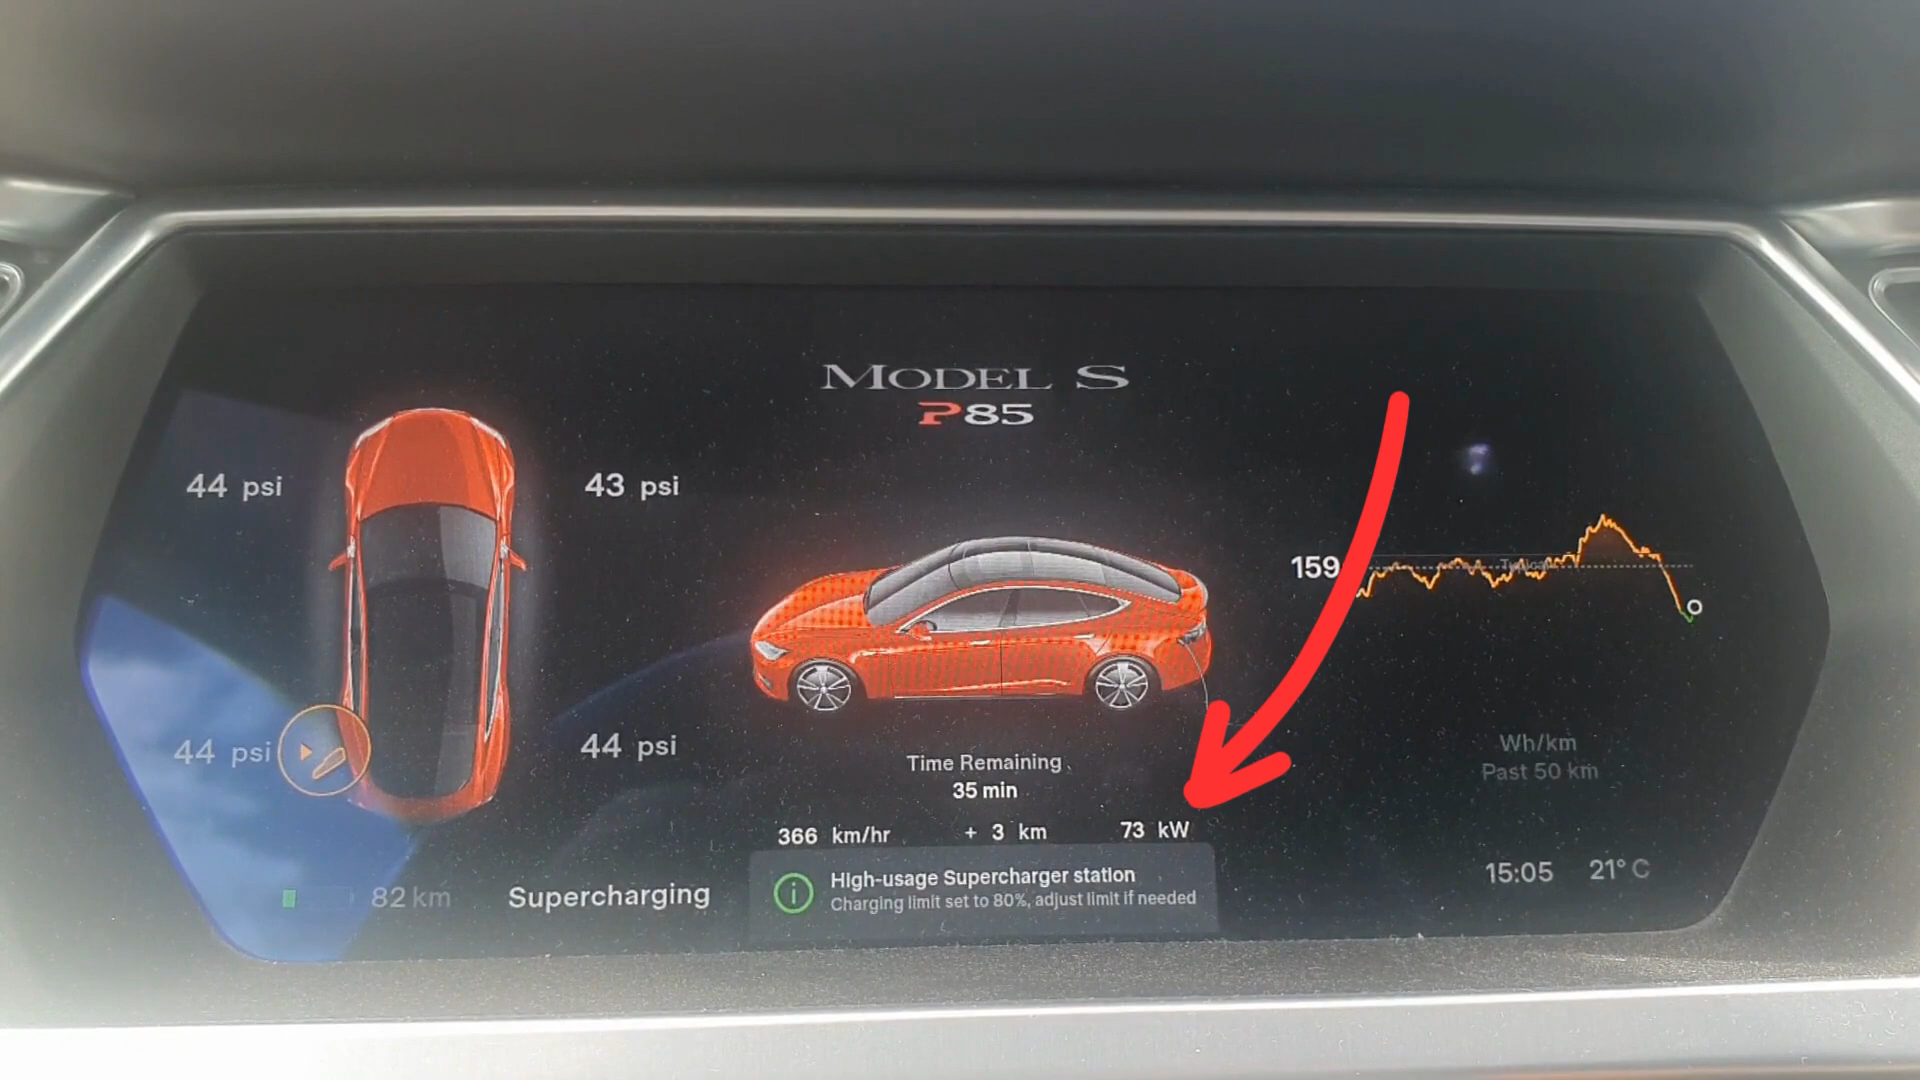 MODEL S
P85
44 psi
43 psi
159
Typical
44 psi
44 psi
Time Remaining
35 min
Wh/km
Past 50 km
366 km/hr
+ 3 km
73 kW
82 km
Supercharging
High-usage Supercharger station
Charging limit set to 80%, adjust limit if needed
15:05
21° C